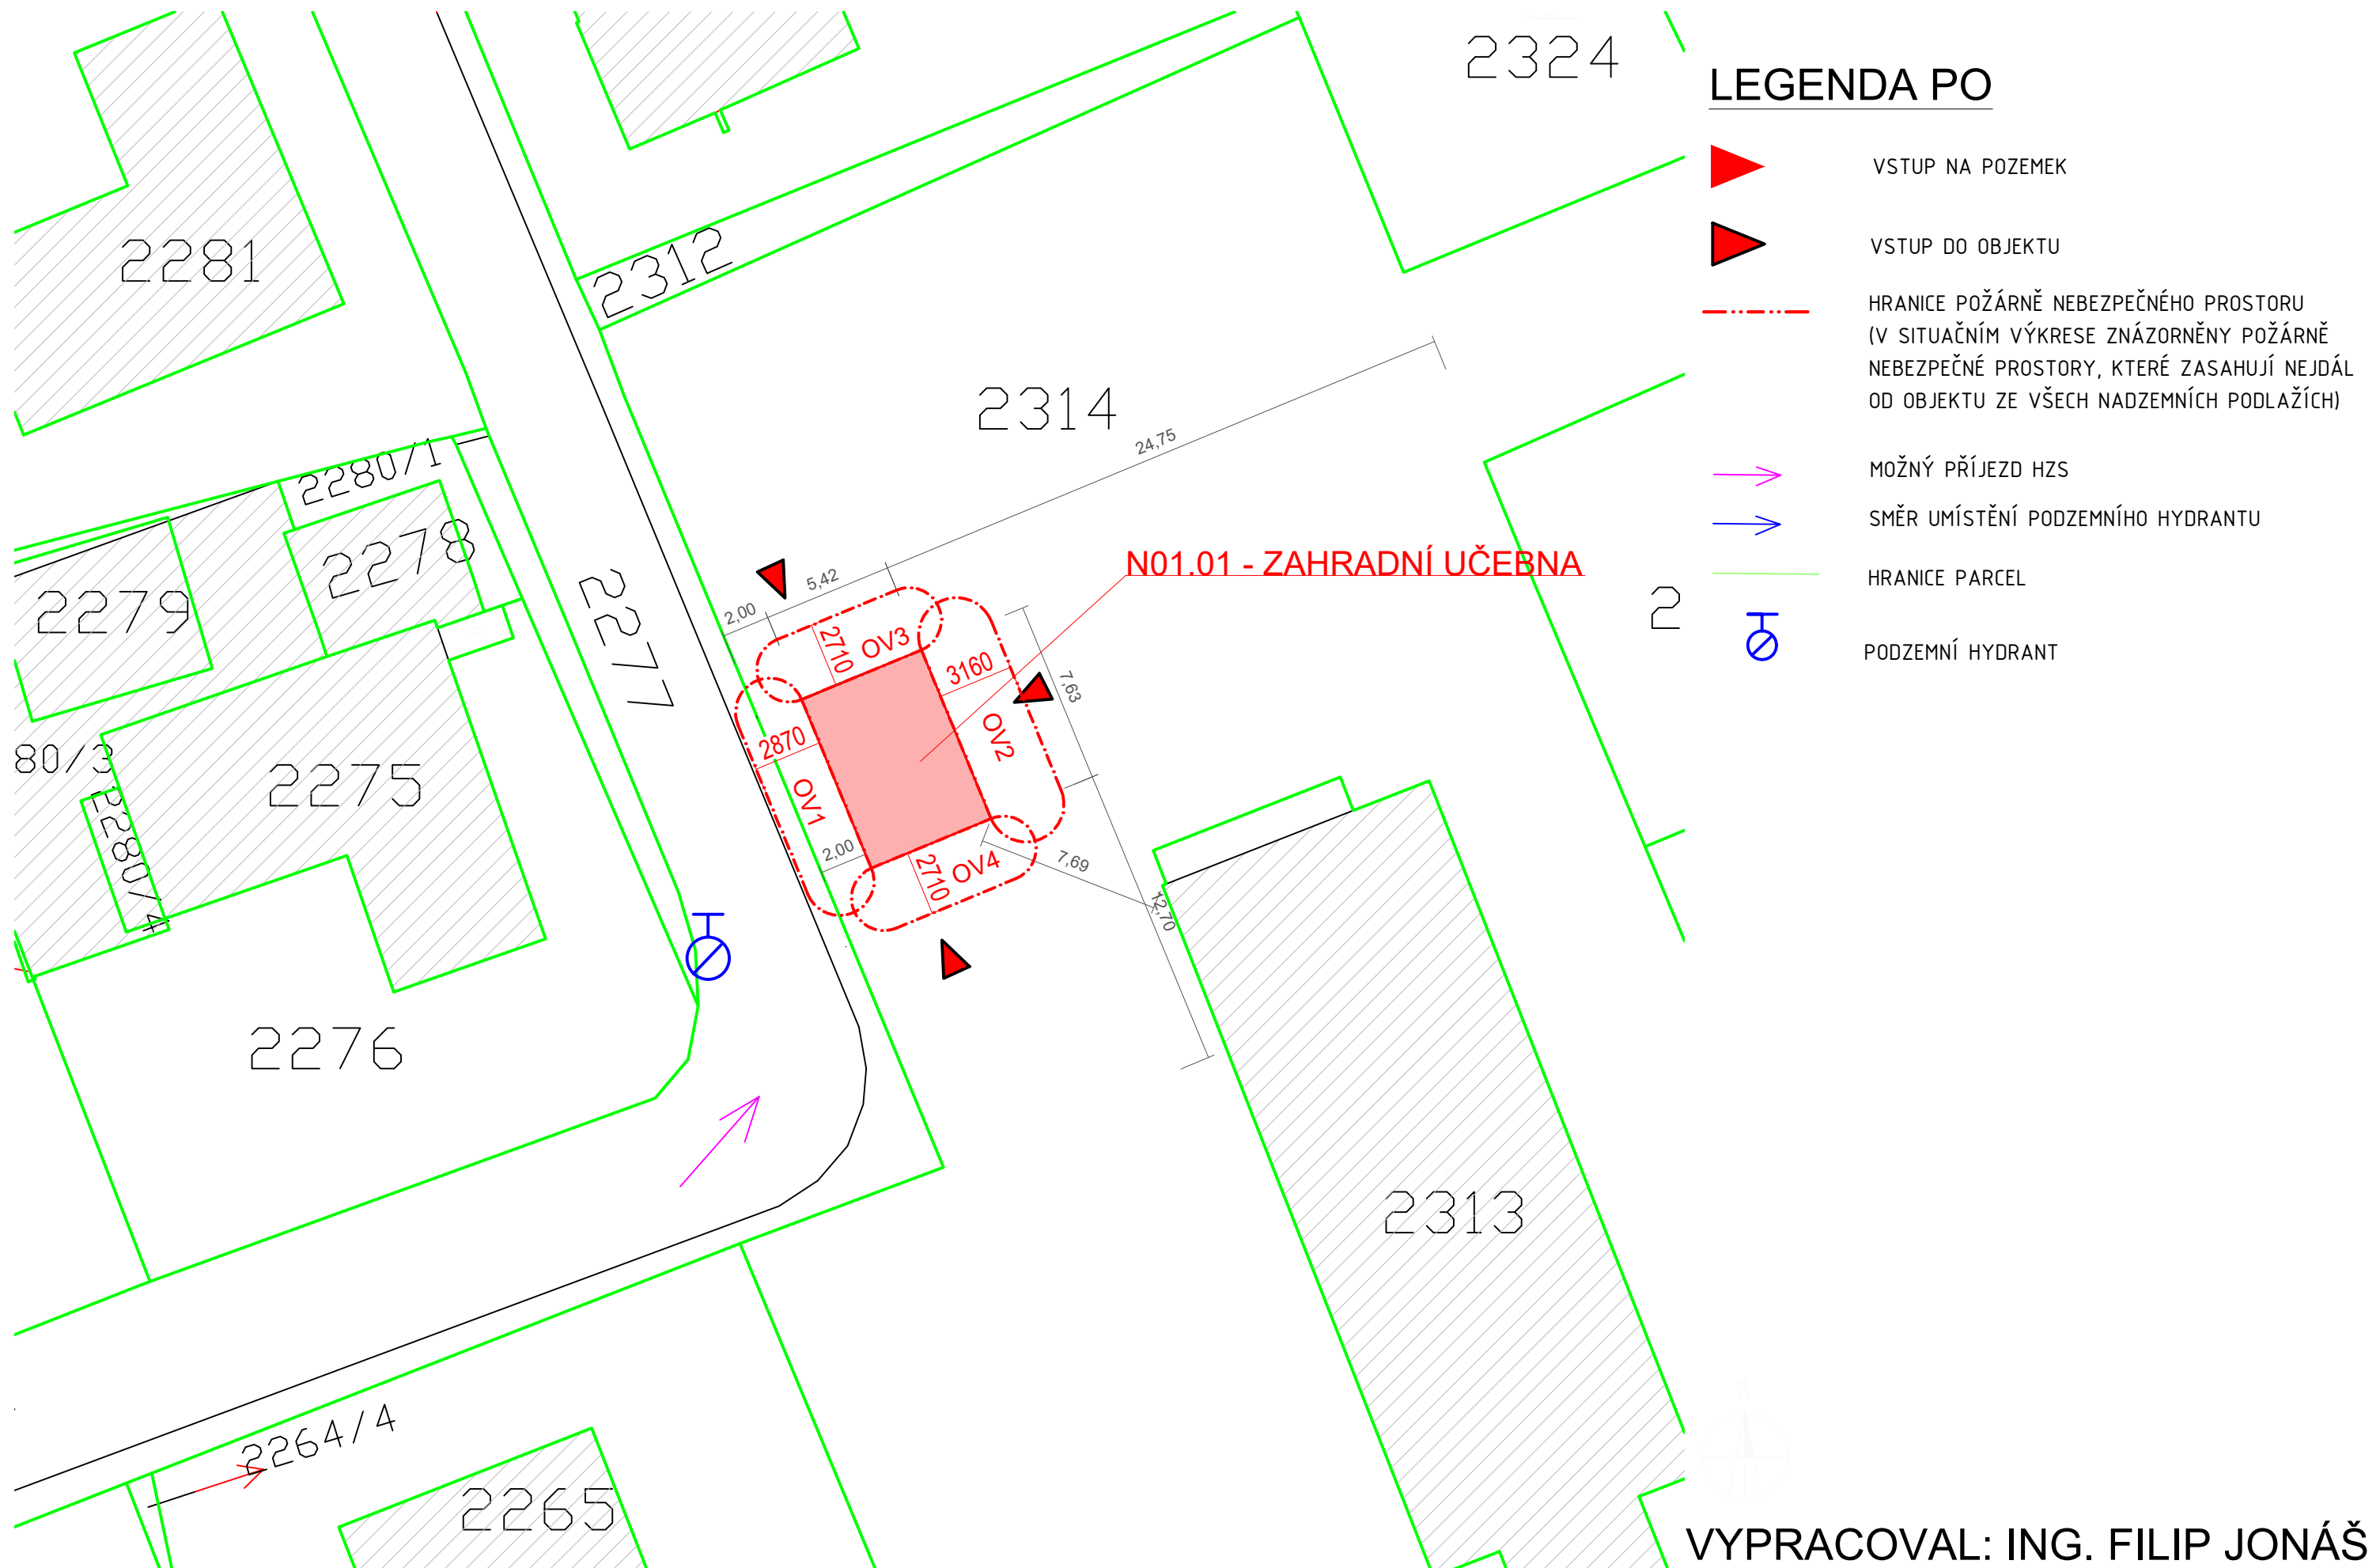 2324
LEGENDA PO
VSTUP NA POZEMEK
VSTUP DO OBJEKTU
HRANICE POŽÁRNĚ NEBEZPEČNÉHO PROSTORU
(V SITUAČNÍM VÝKRESE ZNÁZORNĚNY POŽÁRNĚ
NEBEZPEČNÉ PROSTORY, KTERÉ ZASAHUJÍ NEJDÁL
OD OBJEKTU ZE VŠECH NADZEMNÍCH PODLAŽÍCH)
MOŽNÝ PŘÍJEZD HZS
SMĚR UMÍSTĚNÍ PODZEMNÍHO HYDRANTU
HRANICE PARCEL
PODZEMNÍ HYDRANT
2281
2312
2314
24,75
2280/1
2278
2279
2277
N01.01 - ZAHRADNÍ UČEBNA
5,42
2,00
2710
OV3
3160
7,63
OV2
2870
OV1
2,00
2710
OV4
7,69
12,70
2
80/3
2275
2280/4
2276
2313
2264/4
2265
VYPRACOVAL: ING. FILIP JONÁŠ